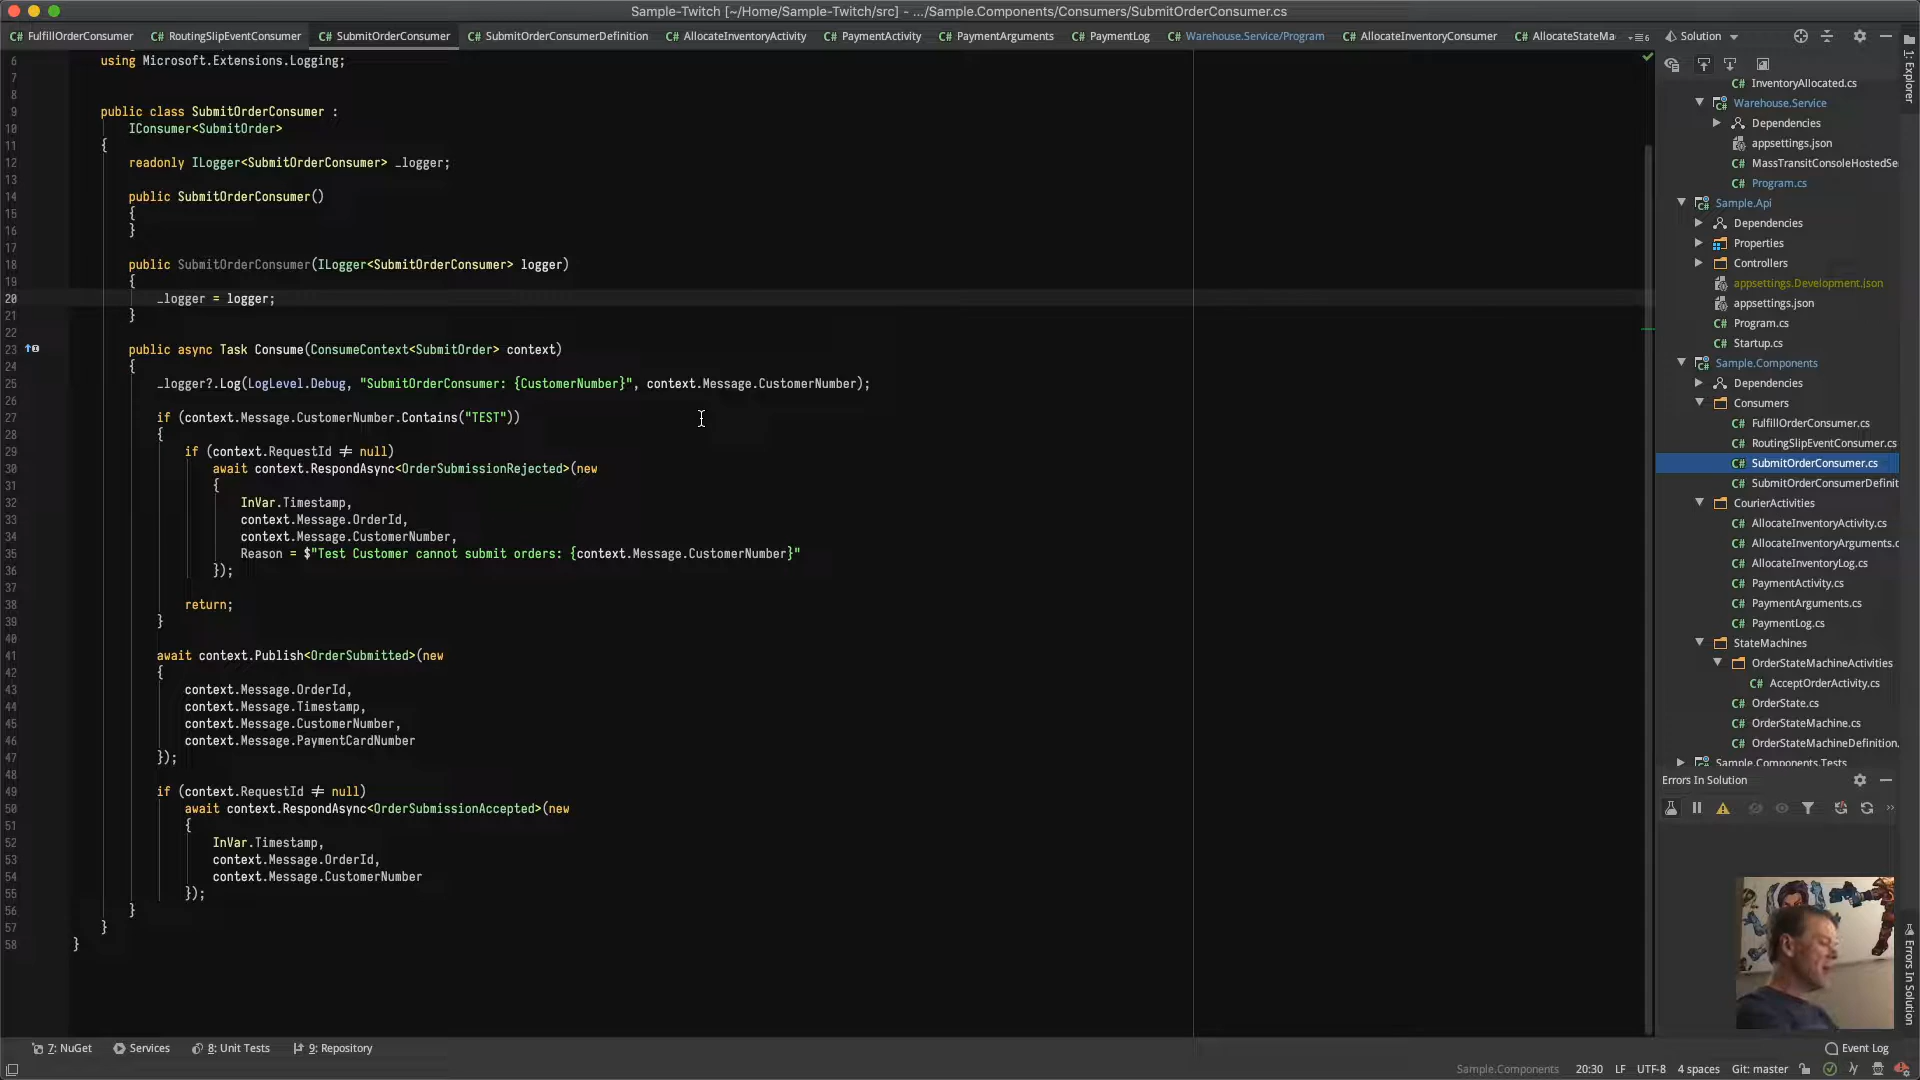 Sample-Twitch [~/Home/Sample-Twitch/src] - .../Sample.Components/Consumers/SubmitOrderConsumer.cs
C# FulfillOrderConsumer C# RoutingSlipEventConsumer C# SubmitOrderConsumer C# SubmitOrderConsumerDefinition C# AllocateInventoryActivity C# PaymentActivity C# PaymentArguments C# PaymentLog C# Warehouse.Service/Program C# AllocateInventoryConsumer C# AllocateStateMa
6 using Microsoft.Extensions.Logging;
7
8
9 public class SubmitOrderConsumer :
10 IConsumer<SubmitOrder>
11 {
12 readonly ILogger<SubmitOrderConsumer> _logger;
13
14 public SubmitOrderConsumer()
15 {
16 }
17
18 public SubmitOrderConsumer(ILogger<SubmitOrderConsumer> logger)
19 {
20 _logger = logger;
21 }
22
23 public async Task Consume(ConsumeContext<SubmitOrder> context)
24 {
25 _logger?.Log(LogLevel.Debug, "SubmitOrderConsumer: {CustomerNumber}", context.Message.CustomerNumber);
26
27 if (context.Message.CustomerNumber.Contains("TEST"))
28 {
29 if (context.RequestId ≠ null)
30 await context.RespondAsync<OrderSubmissionRejected>(new
31 {
32 InVar.Timestamp,
33 context.Message.OrderId,
34 context.Message.CustomerNumber,
35 Reason = $"Test Customer cannot submit orders: {context.Message.CustomerNumber}"
36 });
37
38 return;
39 }
40
41 await context.Publish<OrderSubmitted>(new
42 {
43 context.Message.OrderId,
44 context.Message.Timestamp,
45 context.Message.CustomerNumber,
46 context.Message.PaymentCardNumber
47 });
48
49 if (context.RequestId ≠ null)
50 await context.RespondAsync<OrderSubmissionAccepted>(new
51 {
52 InVar.Timestamp,
53 context.Message.OrderId,
54 context.Message.CustomerNumber
55 });
56 }
57 }
58 }
Solution
1: Explorer
C# InventoryAllocated.cs
Warehouse.Service
Dependencies
appsettings.json
C# MassTransitConsoleHostedSe
C# Program.cs
Sample.Api
Dependencies
Properties
Controllers
appsettings.Development.json
appsettings.json
C# Program.cs
C# Startup.cs
Sample.Components
Dependencies
Consumers
C# FulfillOrderConsumer.cs
C# RoutingSlipEventConsumer.cs
C# SubmitOrderConsumer.cs
C# SubmitOrderConsumerDefinit
CourierActivities
C# AllocateInventoryActivity.cs
C# AllocateInventoryArguments.c
C# AllocateInventoryLog.cs
C# PaymentActivity.cs
C# PaymentArguments.cs
C# PaymentLog.cs
StateMachines
OrderStateMachineActivities
C# AcceptOrderActivity.cs
C# OrderState.cs
C# OrderStateMachine.cs
C# OrderStateMachineDefinition.
Sample.Components.Tests
Errors In Solution
Errors In Solution
7: NuGet Services 8: Unit Tests 9: Repository Event Log
Sample.Components 20:30 LF UTF-8 4 spaces Git: master